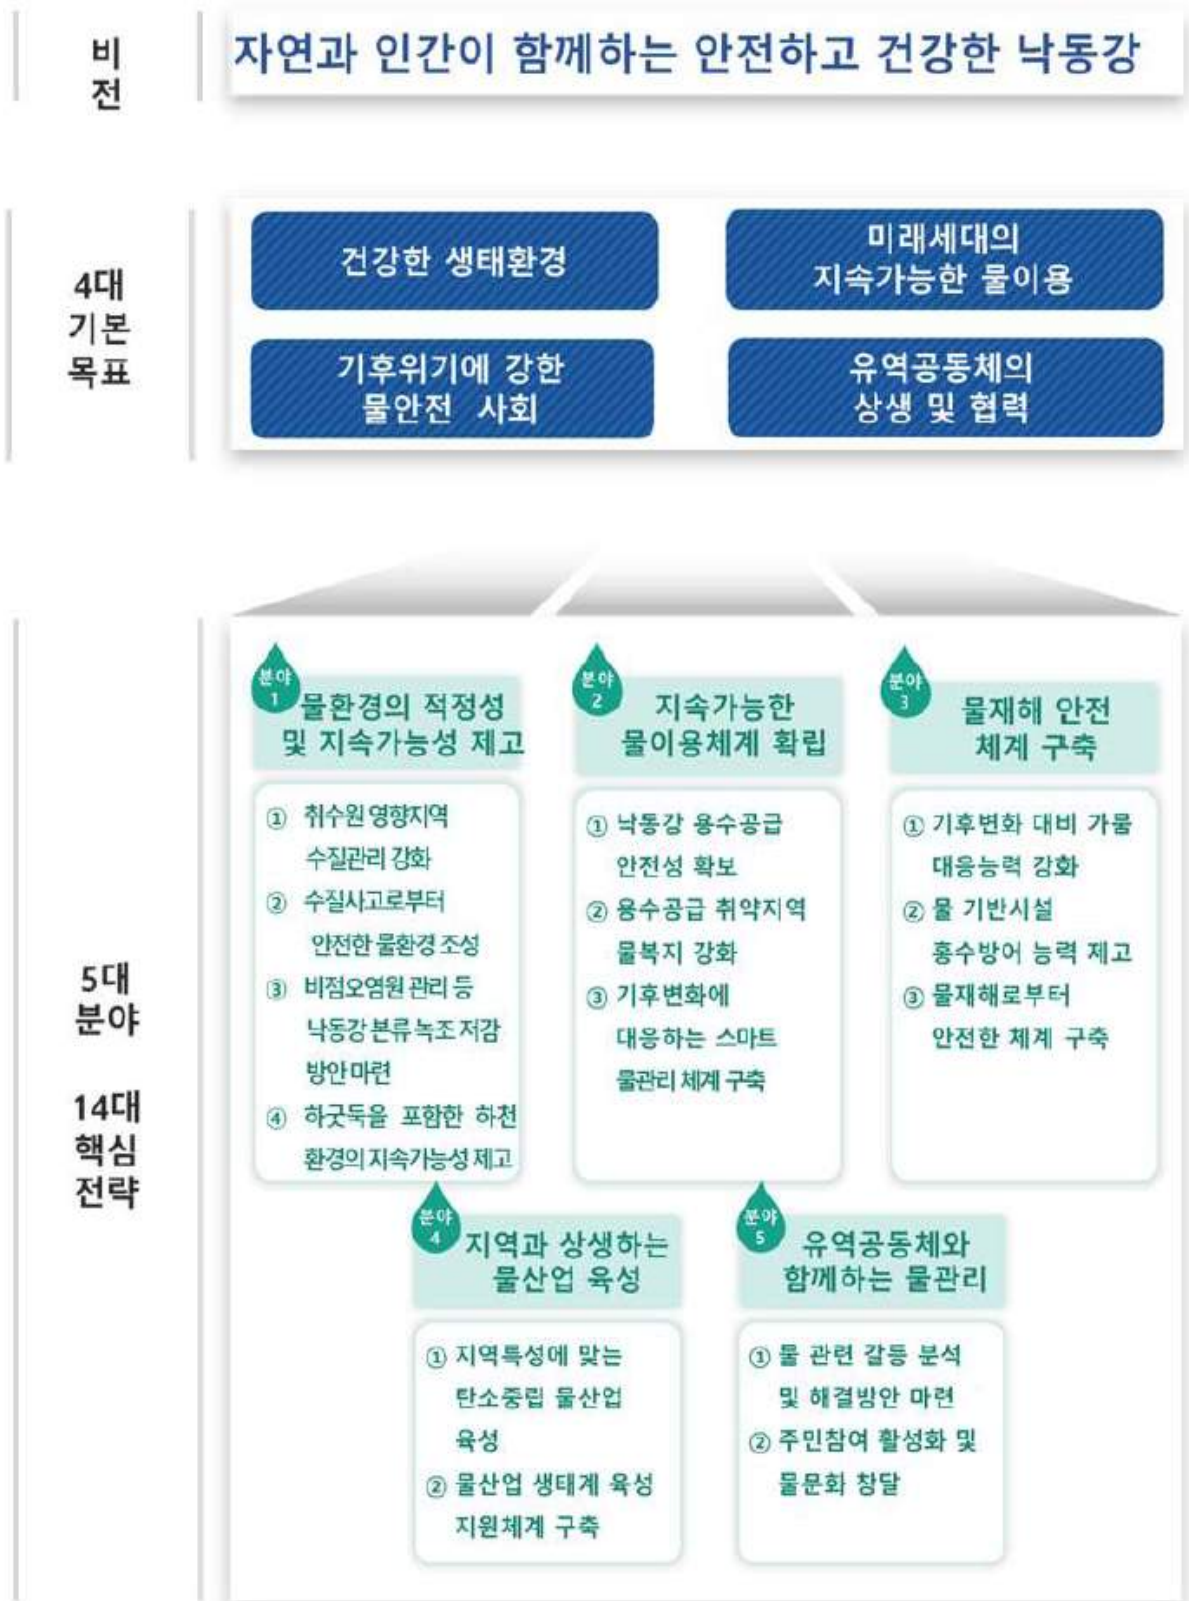 비
전
자연과 인간이 함께하는 안전하고 건강한 낙동강
4대
기본
목표
건강한 생태환경
미래세대의
지속가능한 물이용
기후위기에 강한
물안전 사회
유역공동체의
상생 및 협력
5대
분야
14대
핵심
전략
분야
1
물환경의 적정성
및 지속가능성 제고
① 취수원 영향지역
수질관리 강화
② 수질사고로부터
안전한 물환경 조성
③ 비점오염원 관리 등
낙동강 본류 녹조 저감
방안 마련
④ 하굿둑을 포함한 하천
환경의 지속가능성 제고
분야
2
지속가능한
물이용체계 확립
① 낙동강 용수공급
안전성 확보
② 용수공급 취약지역
물복지 강화
③ 기후변화에
대응하는 스마트
물관리 체계 구축
분야
3
물재해 안전
체계 구축
① 기후변화 대비 가뭄
대응능력 강화
② 물 기반시설
홍수방어 능력 제고
③ 물재해로부터
안전한 체계 구축
분야
4
지역과 상생하는
물산업 육성
① 지역특성에 맞는
탄소중립 물산업
육성
② 물산업 생태계 육성
지원체계 구축
분야
5
유역공동체와
함께하는 물관리
① 물 관련 갈등 분석
및 해결방안 마련
② 주민참여 활성화 및
물문화 창달